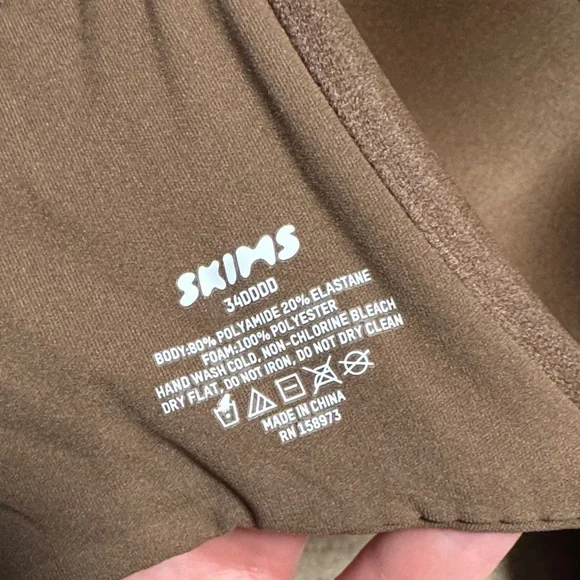 SKIMS
34DDDD
BODY:80% POLYAMIDE 20% ELASTANE
FOAM:100% POLYESTER
HAND WASH COLD, NON-CHLORINE BLEACH
DRY FLAT, DO NOT IRON, DO NOT DRY CLEAN
MADE IN CHINA
RN 158973